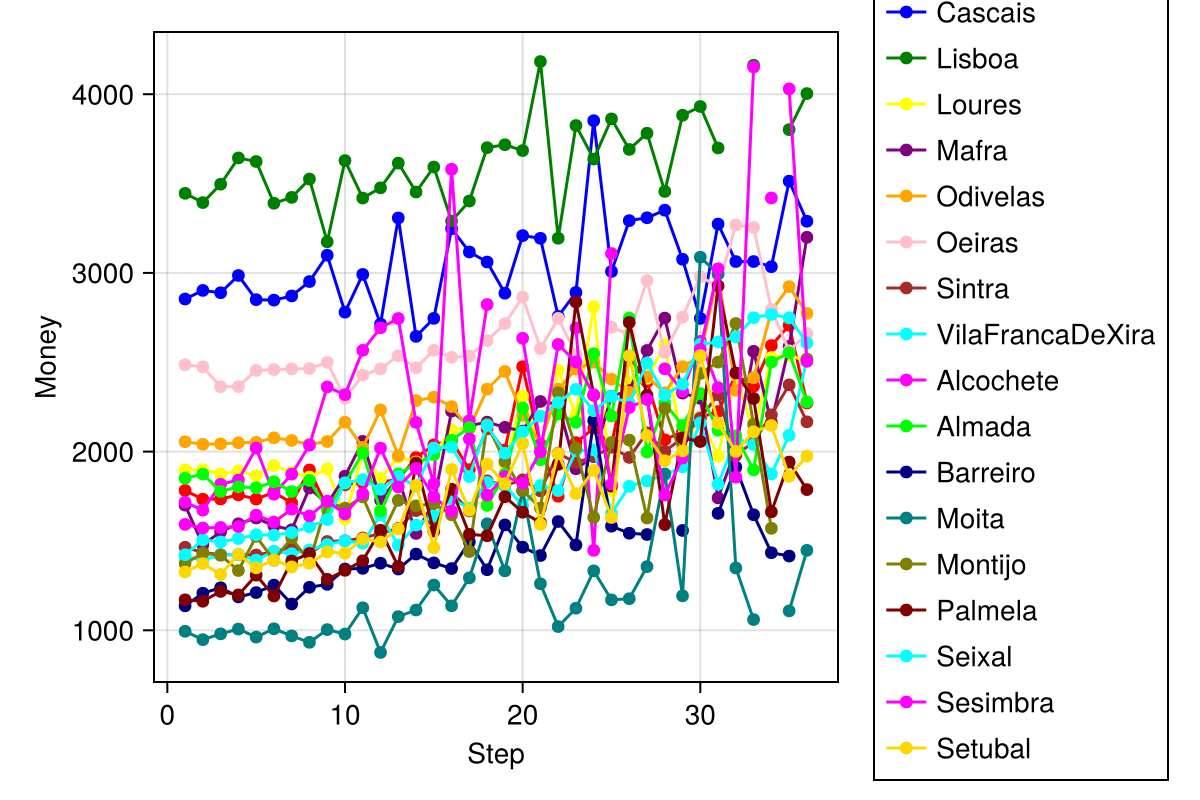 Cascais
Lisboa
Loures
Mafra
Odivelas
Oeiras
Sintra
VilaFrancaDeXira
Alcochete
Almada
Barreiro
Moita
Montijo
Palmela
Seixal
Sesimbra
Setubal
4000
3000
2000
1000
Money
0 10 20 30
Step